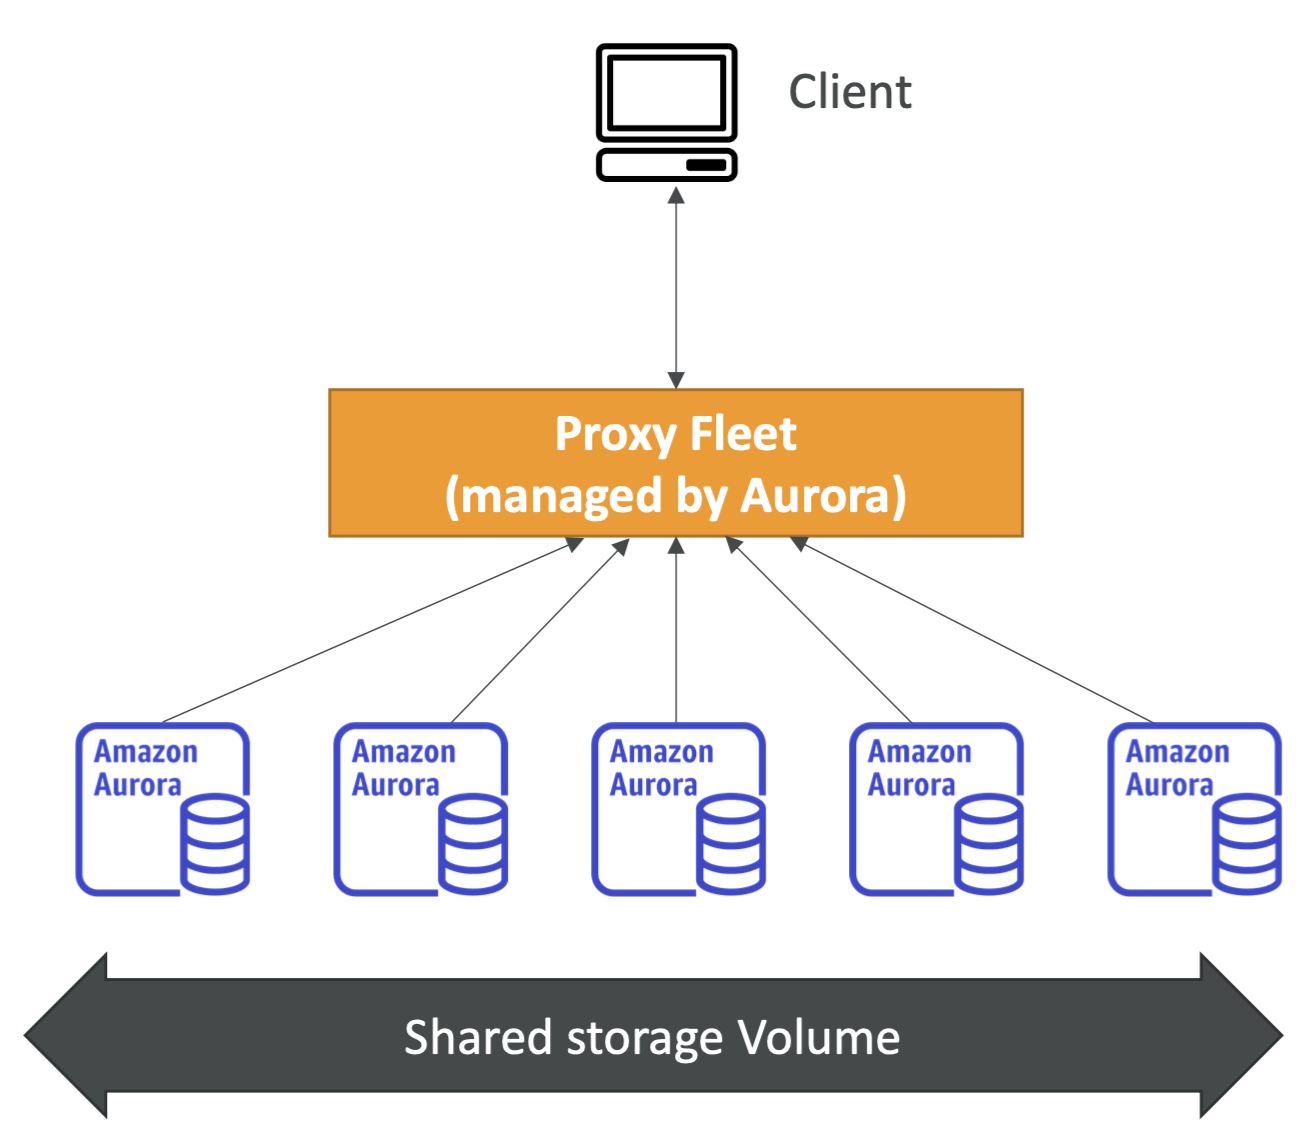 Client
Proxy Fleet
(managed by Aurora)
Amazon
Aurora
Amazon
Aurora
Amazon
Aurora
Amazon
Aurora
Amazon
Aurora
Shared storage Volume